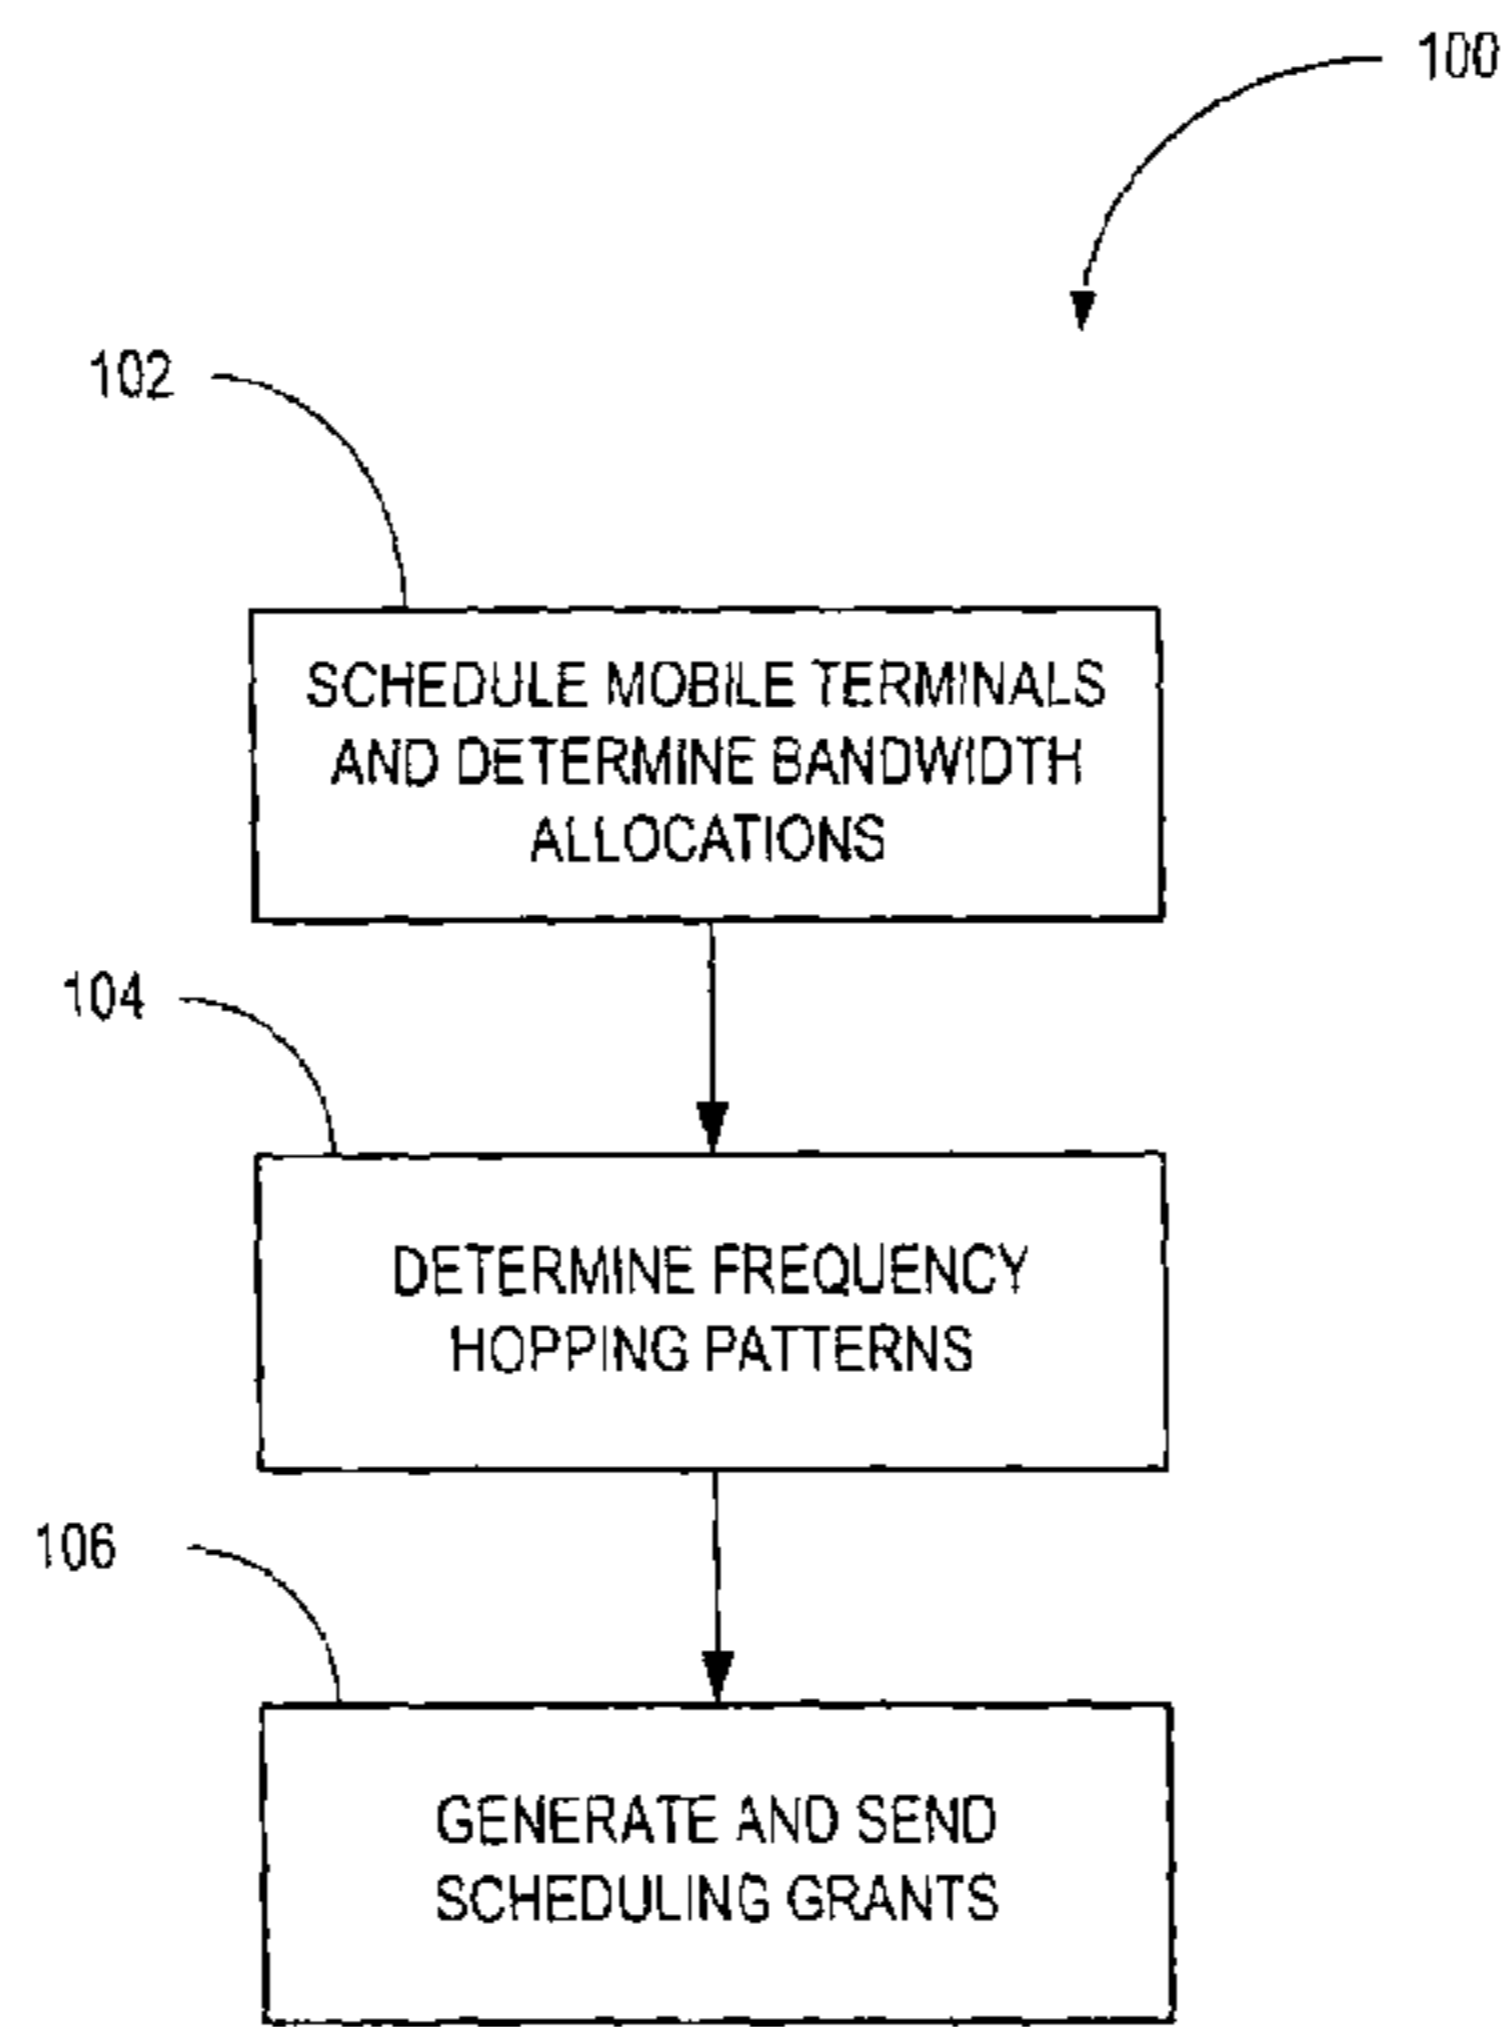 100
102
SCHEDULE MOBILE TERMINALS
AND DETERMINE BANDWIDTH
ALLOCATIONS
104
DETERMINE FREQUENCY
HOPPING PATTERNS
106
GENERATE AND SEND
SCHEDULING GRANTS